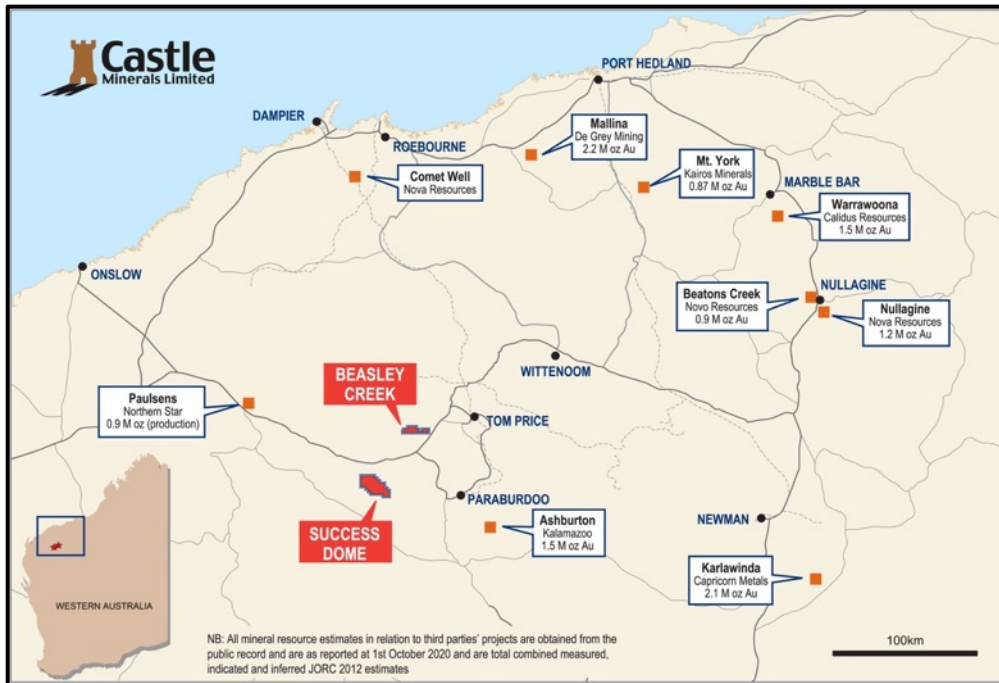 Castle
Minerals Limited
PORT HEDLAND
DAMPIER
ROEBOURNE
Mallina
De Grey Mining
2.2 M oz Au
Comet Well
Nova Resources
Mt. York
Kairos Minerals
0.87 M oz Au
MARBLE BAR
Warrawoona
Calidus Resources
1.5 M oz Au
ONSLOW
Beatons Creek
Novo Resources
0.9 M oz Au
NULLAGINE
Nullagine
Nova Resources
1.2 M oz Au
WITTENOOM
BEASLEY
CREEK
Paulsens
Northern Star
0.9 M oz (production)
TOM PRICE
PARABURDOO
SUCCESS
DOME
Ashburton
Kalamazoo
1.5 M oz Au
NEWMAN
Karlawinda
Capricorn Metals
2.1 M oz Au
WESTERN AUSTRALIA
NB: All mineral resource estimates in relation to third parties' projects are obtained from the
public record and are as reported at 1st October 2020 and are total combined measured,
indicated and inferred JORC 2012 estimates
100km